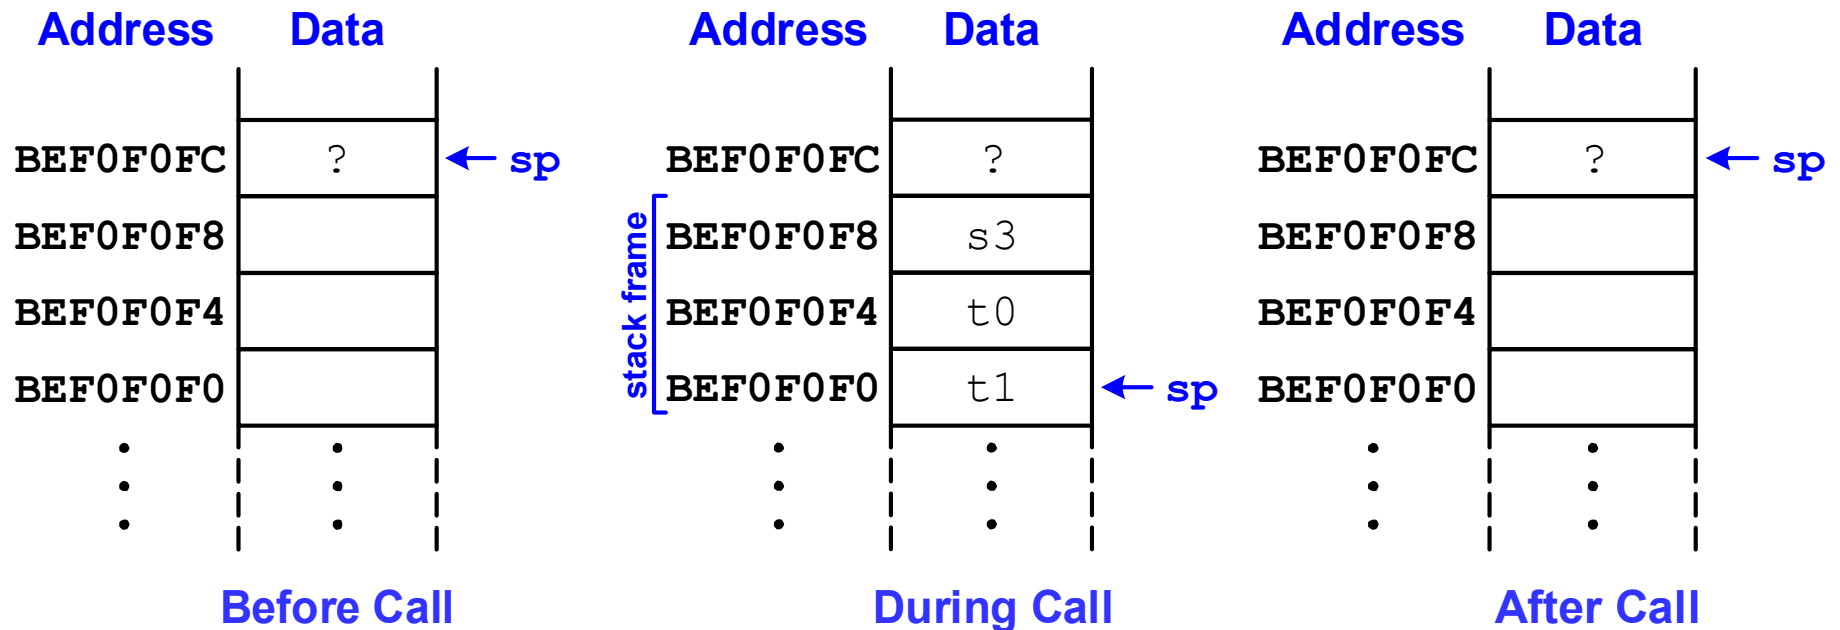 Address Data Address Data Address Data
BEF0F0FC ? sp BEF0F0FC ? BEF0F0FC ? sp
BEF0F0F8 BEF0F0F8 s3 BEF0F0F8
BEF0F0F4 BEF0F0F4 t0 BEF0F0F4
BEF0F0F0 BEF0F0F0 t1 sp BEF0F0F0
stack frame
Before Call During Call After Call